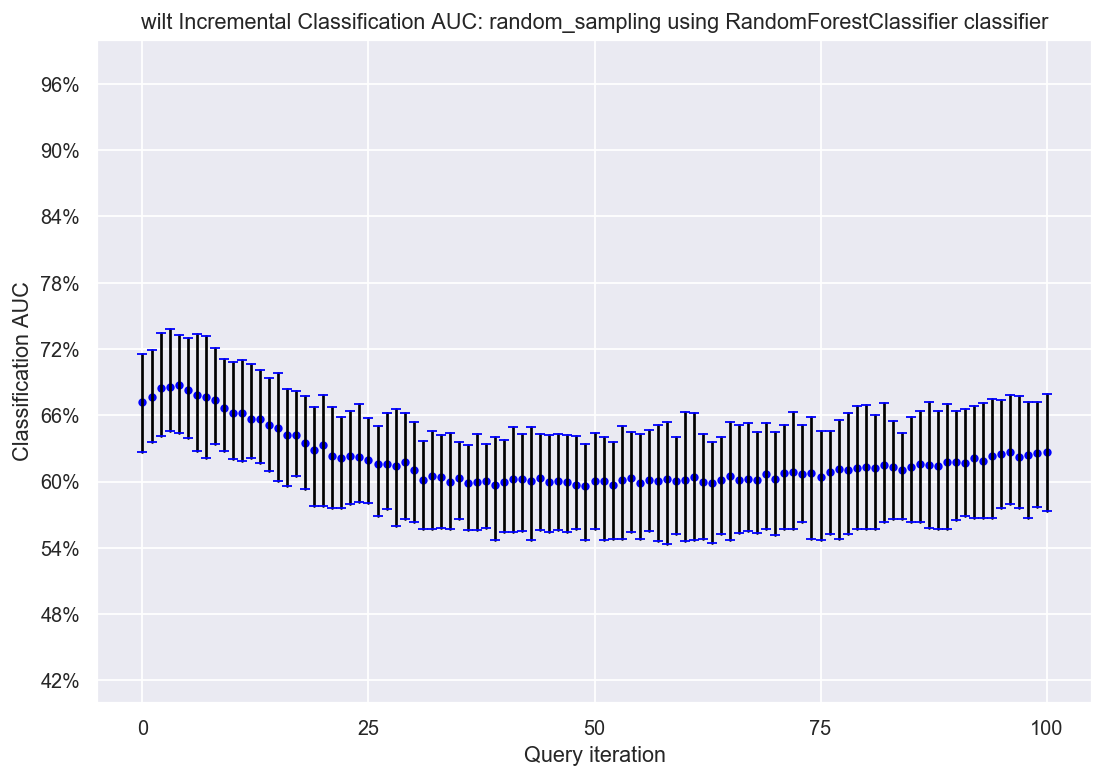 wilt Incremental Classification AUC: random_sampling using RandomForestClassifier classifier
96%
90%
84%
78%
72%
66%
60%
54%
48%
42%
Classification AUC
0 25 50 75 100
Query iteration